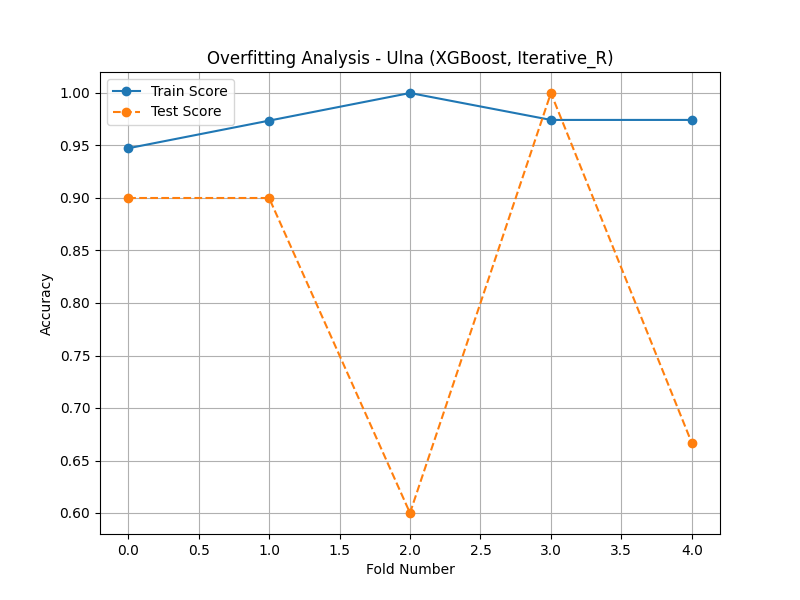 Overfitting Analysis - Ulna (XGBoost, Iterative_R)
Train Score
Test Score
1.00
0.95
0.90
0.85
0.80
0.75
0.70
0.65
0.60
Accuracy
0.0 0.5 1.0 1.5 2.0 2.5 3.0 3.5 4.0
Fold Number